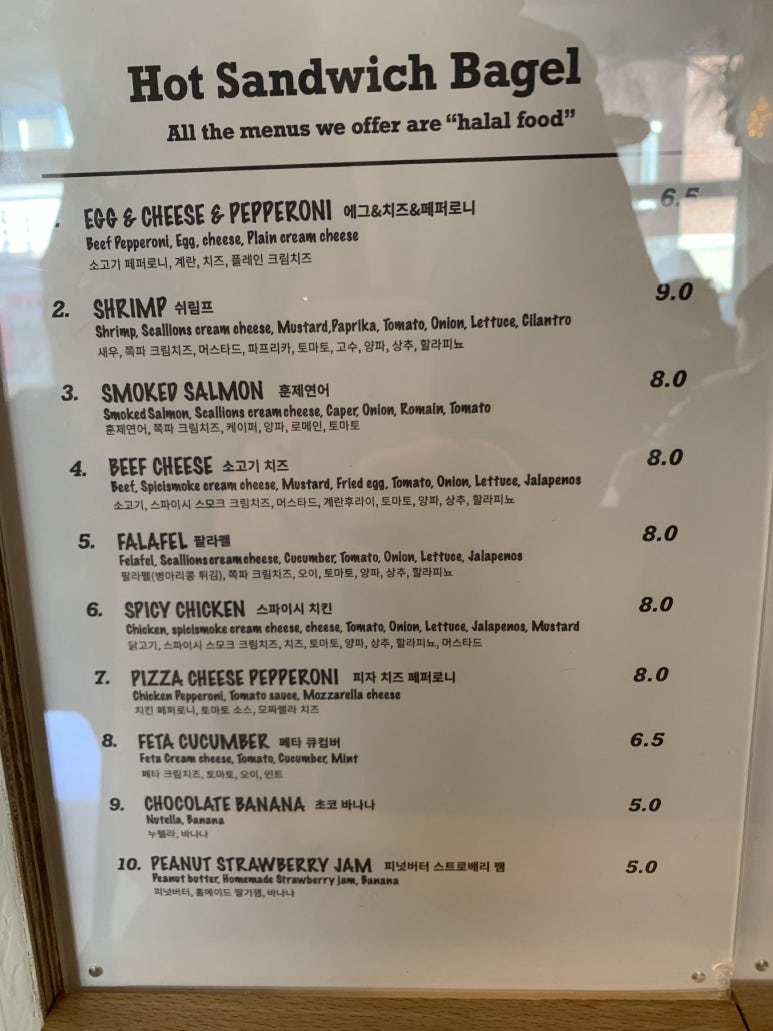 Hot Sandwich Bagel
All the menus we offer are “halal food”
. EGG & CHEESE & PEPPERONI 에그&치즈&페퍼로니 6.5
Beef Pepperoni, Egg, cheese, Plain cream cheese
소고기 페퍼로니, 계란, 치즈, 플레인 크림치즈
2. SHRIMP 쉬림프 9.0
Shrimp, Scallions cream cheese, Mustard,Paprika, Tomato, Onion, Lettuce, Cilantro
새우, 쪽파 크림치즈, 머스타드, 파프리카, 토마토, 고수, 양파, 상추, 할라피뇨
3. SMOKED SALMON 훈제연어 8.0
Smoked Salmon, Scallions cream cheese, Caper, Onion, Romain, Tomato
훈제연어, 쪽파 크림치즈, 케이퍼, 양파, 로메인, 토마토
4. BEEF CHEESE 소고기 치즈 8.0
Beef, Spicismoke cream cheese, Mustard, Fried egg, Tomato, Onion, Lettuce, Jalapenos
소고기, 스파이시 스모크 크림치즈, 머스타드, 계란후라이, 토마토, 양파, 상추, 할라피뇨
5. FALAFEL 팔라펠 8.0
Felafel, Scallions cream cheese, Cucumber, Tomato, Onion, Lettuce, Jalapenos
팔라펠(병아리콩 튀김), 쪽파 크림치즈, 오이, 토마토, 양파, 상추, 할라피뇨
6. SPICY CHICKEN 스파이시 치킨 8.0
Chicken, spicismoke cream cheese, cheese, Tomato, Onion, Lettuce, Jalapenos, Mustard
닭고기, 스파이시 스모크 크림치즈, 치즈, 토마토, 양파, 상추, 할라피뇨, 머스타드
7. PIZZA CHEESE PEPPERONI 피자 치즈 페퍼로니 8.0
Chicken Pepperoni, Tomato sauce, Mozzarella cheese
치킨 페퍼로니, 토마토 소스, 모짜렐라 치즈
8. FETA CUCUMBER 페타 큐컴버 6.5
Feta Cream cheese, Tomato, Cucumber, Mint
페타 크림치즈, 토마토, 오이, 민트
9. CHOCOLATE BANANA 초코 바나나 5.0
Nutella, Banana
누텔라, 바나나
10. PEANUT STRAWBERRY JAM 피넛버터 스트로베리 쨈 5.0
Peanut butter, Homemade Strawberry jam, Banana
피넛버터, 홈메이드 딸기잼, 바나나